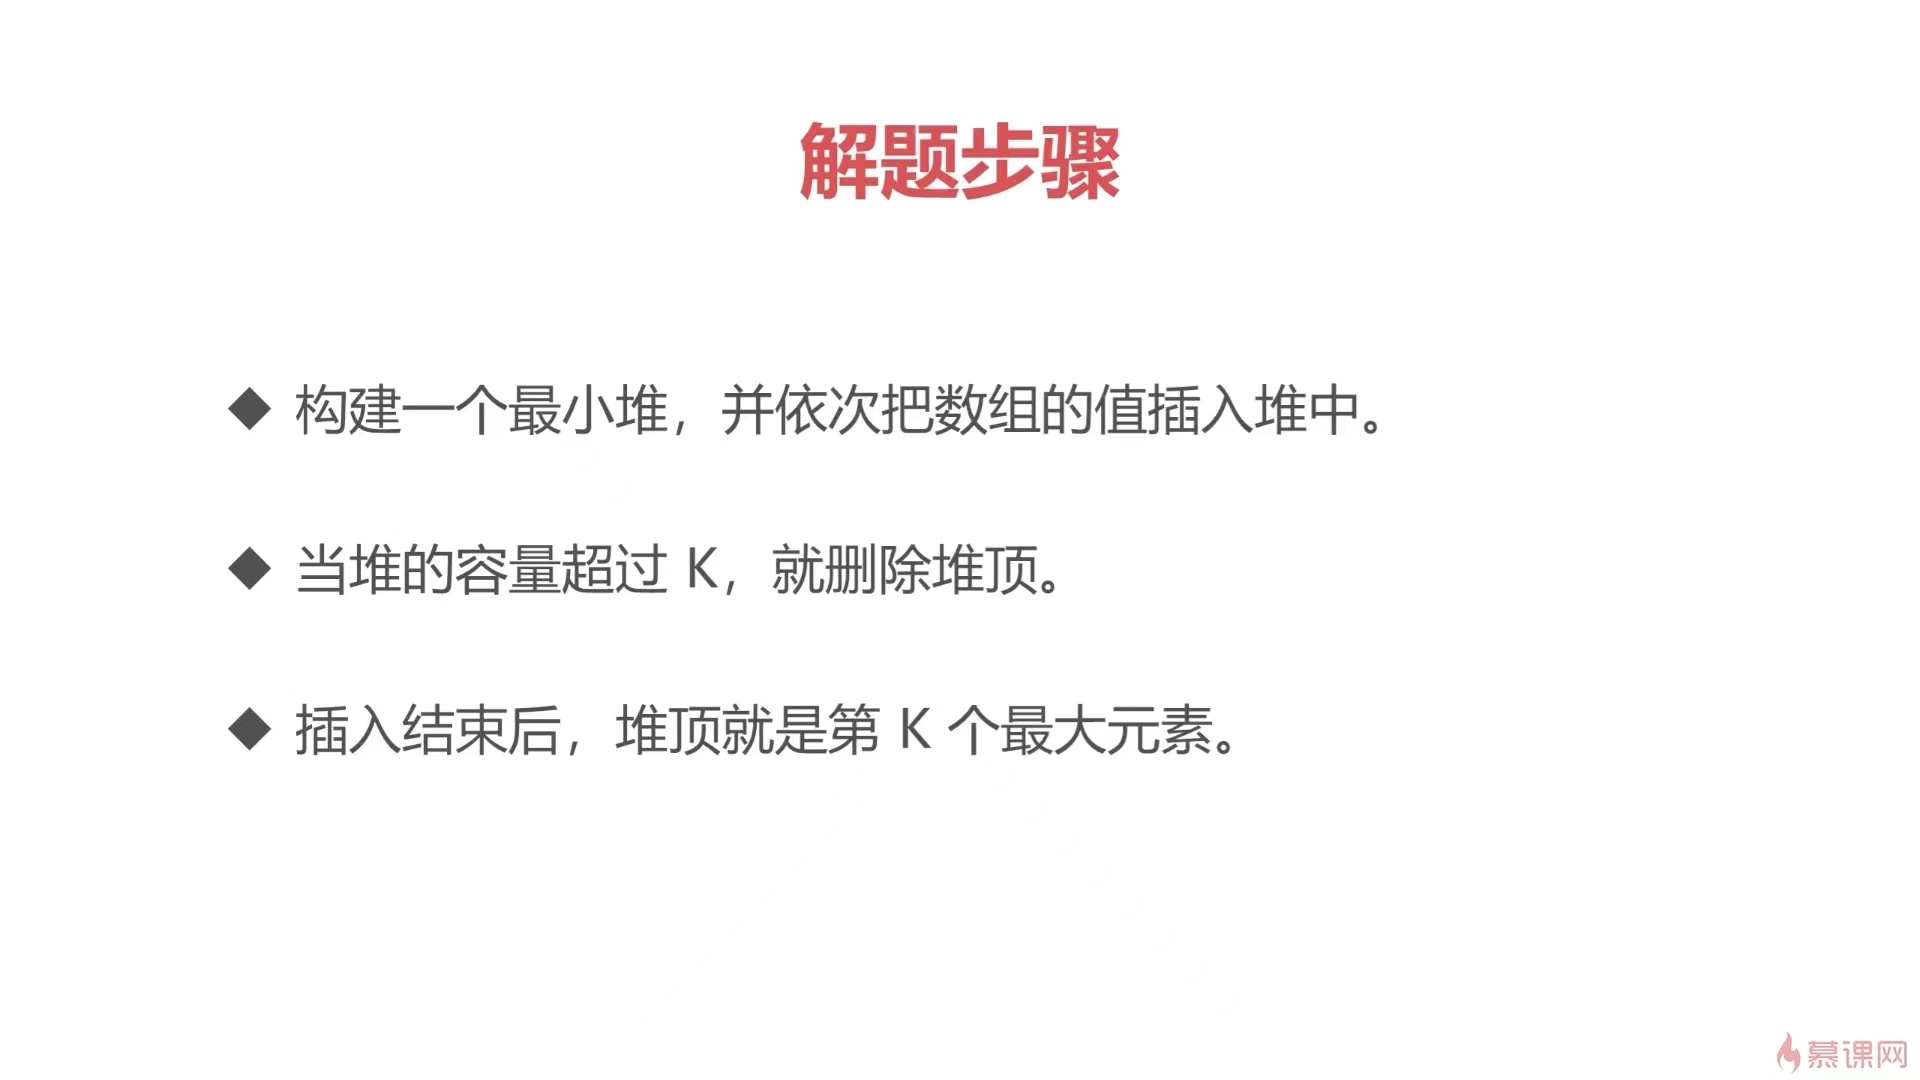 解题步骤
◆ 构建一个最小堆，并依次把数组的值插入堆中。
◆ 当堆的容量超过 K，就删除堆顶。
◆ 插入结束后，堆顶就是第 K 个最大元素。
慕课网